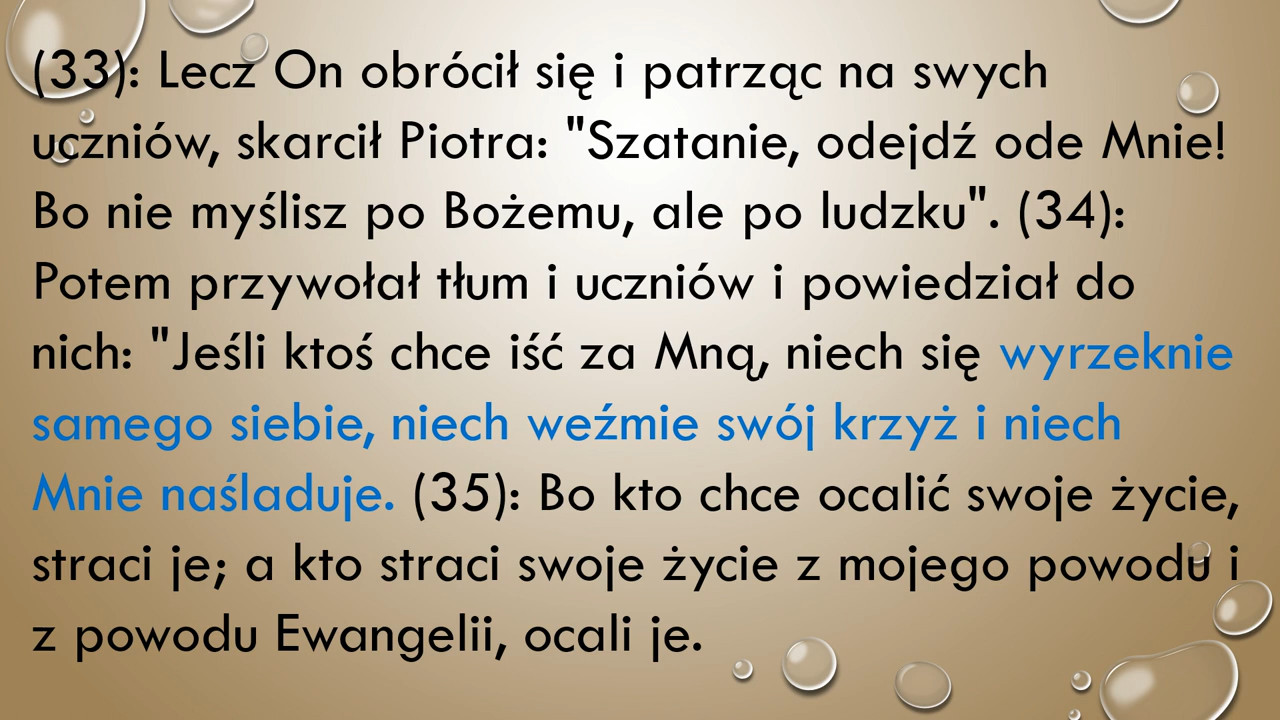 (33): Lecz On obrócił się i patrząc na swych
uczniów, skarcił Piotra: "Szatanie, odejdź ode Mnie!
Bo nie myślisz po Bożemu, ale po ludzku". (34):
Potem przywołał tłum i uczniów i powiedział do
nich: "Jeśli ktoś chce iść za Mną, niech się wyrzeknie
samego siebie, niech weźmie swój krzyż i niech
Mnie naśladuje. (35): Bo kto chce ocalić swoje życie,
straci je; a kto straci swoje życie z mojego powodu i
z powodu Ewangelii, ocali je.